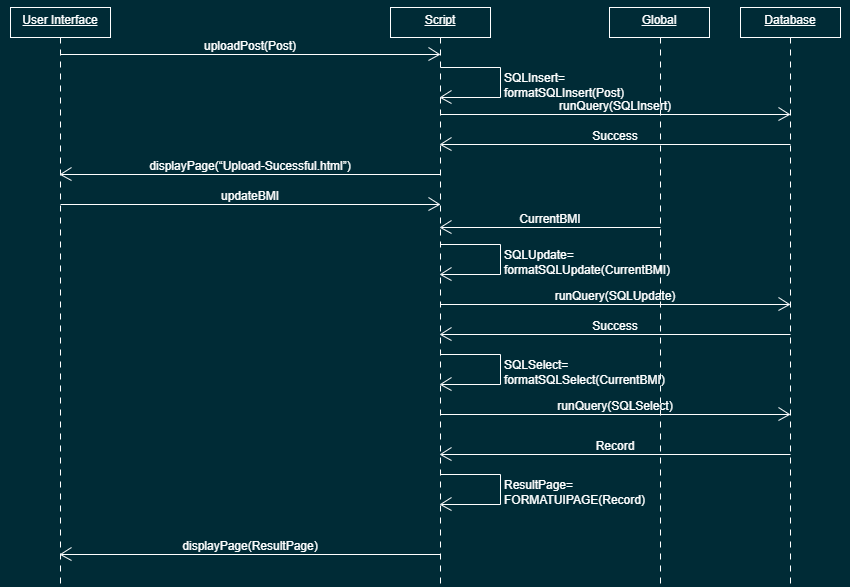 User Interface
Script
Global
Database
uploadPost(Post)
SQLInsert=
formatSQLInsert(Post)
runQuery(SQLInsert)
Success
displayPage(“Upload-Sucessful.html”)
updateBMI
CurrentBMI
SQLUpdate=
formatSQLUpdate(CurrentBMI)
runQuery(SQLUpdate)
Success
SQLSelect=
formatSQLSelect(CurrentBMI)
runQuery(SQLSelect)
Record
ResultPage=
FORMATUIPAGE(Record)
displayPage(ResultPage)